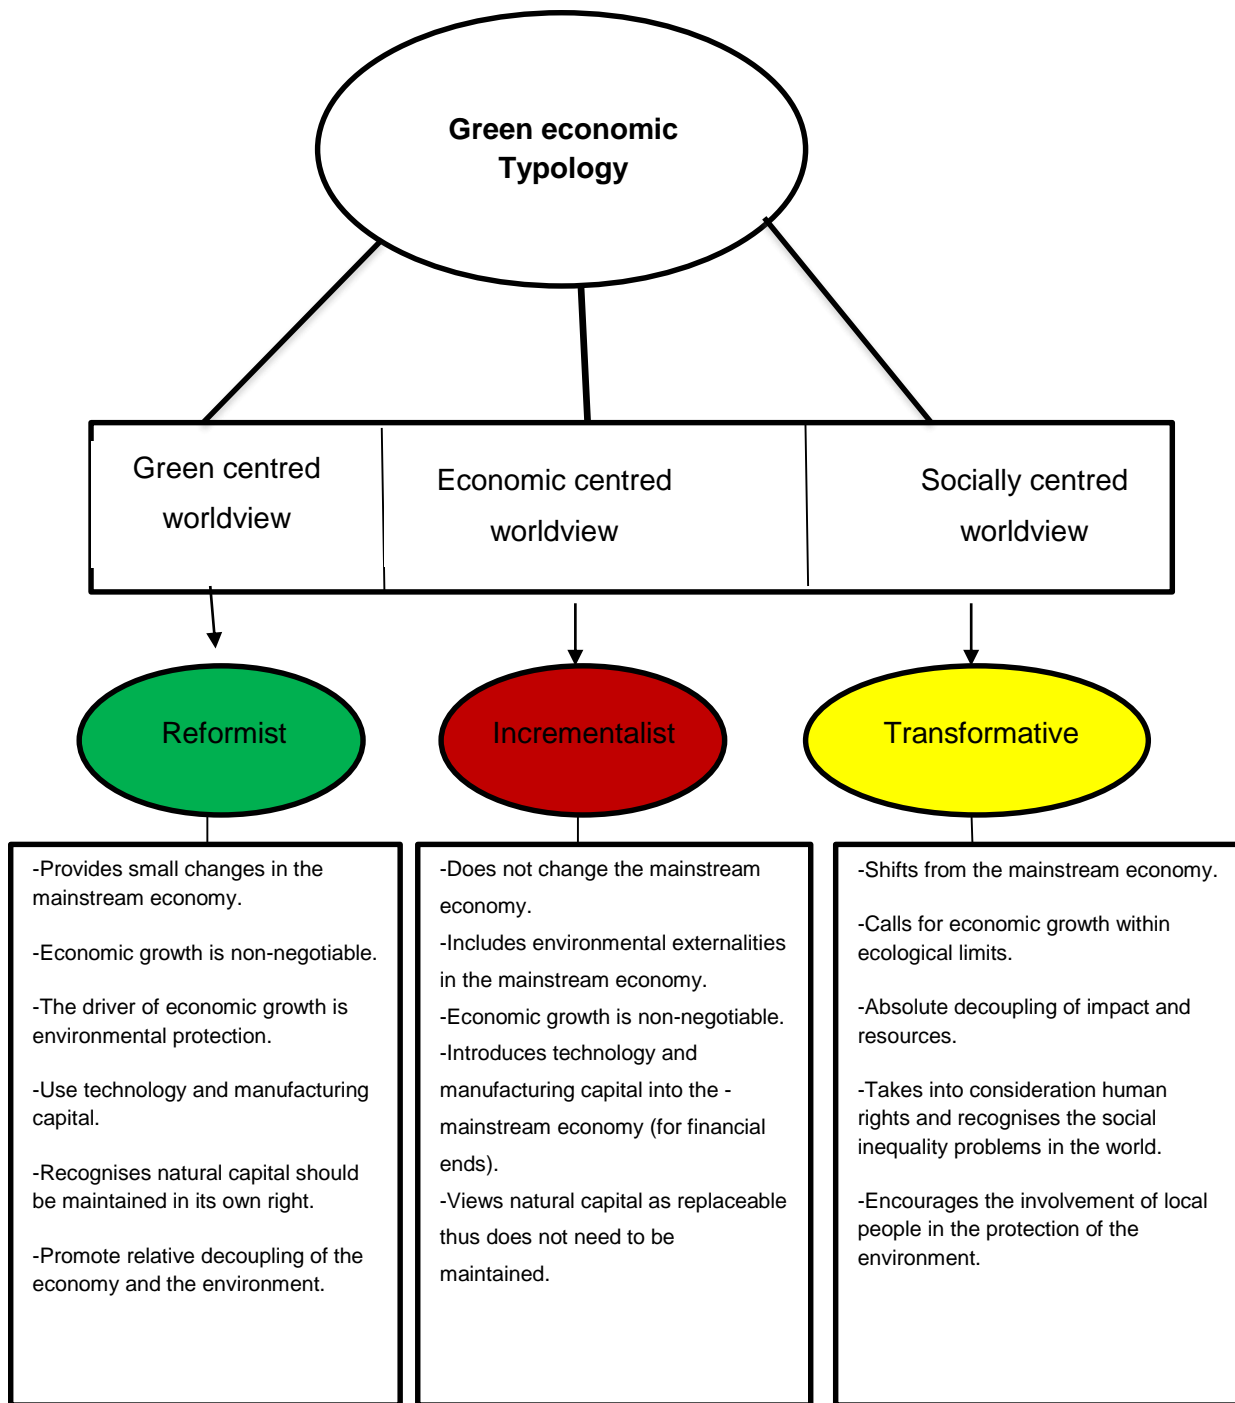 Green economic
Typology
Green centred
worldview
Economic centred
worldview
Socially centred
worldview
Reformist
Incrementalist
Transformative
-Provides small changes in the
mainstream economy.
-Economic growth is non-negotiable.
-The driver of economic growth is
environmental protection.
-Use technology and manufacturing
capital.
-Recognises natural capital should
be maintained in its own right.
-Promote relative decoupling of the
economy and the environment.
-Does not change the mainstream
economy.
-Includes environmental externalities
in the mainstream economy.
-Economic growth is non-negotiable.
-Introduces technology and
manufacturing capital into the -
mainstream economy (for financial
ends).
-Views natural capital as replaceable
thus does not need to be
maintained.
-Shifts from the mainstream economy.
-Calls for economic growth within
ecological limits.
-Absolute decoupling of impact and
resources.
-Takes into consideration human
rights and recognises the social
inequality problems in the world.
-Encourages the involvement of local
people in the protection of the
environment.